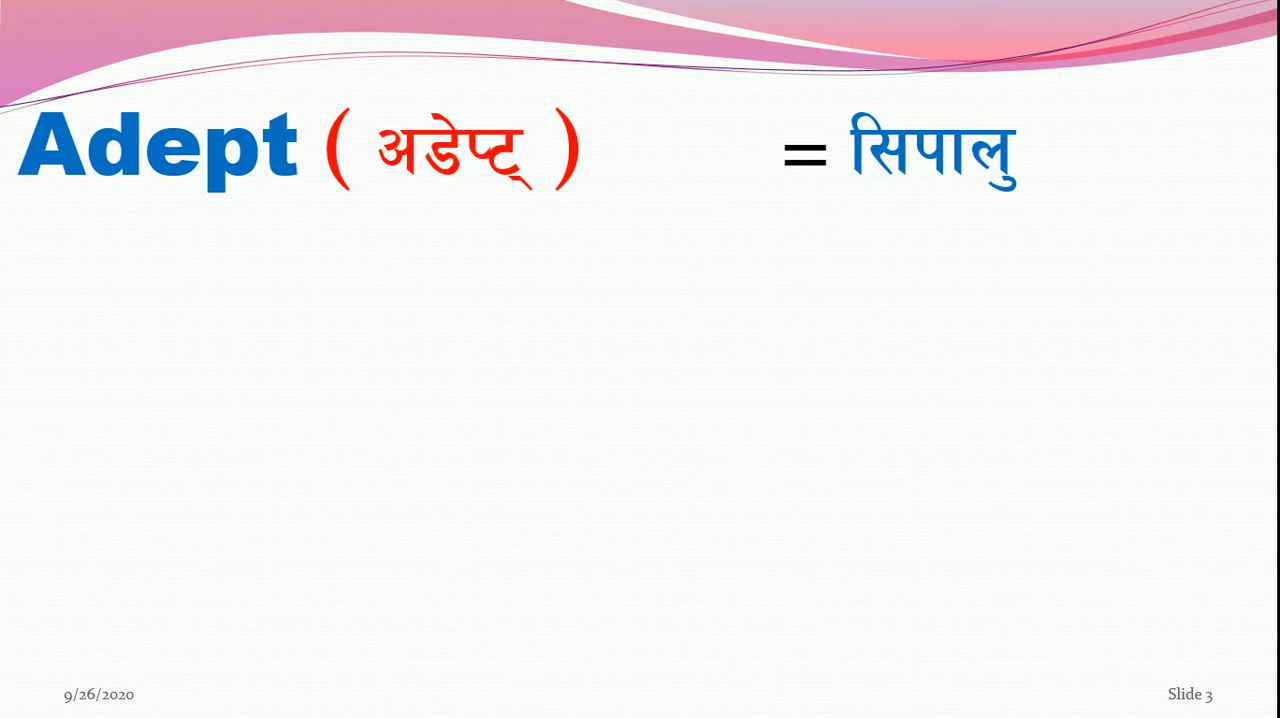 Adept ( अडेप्ट् ) = सिपालु
9/26/2020 Slide 3